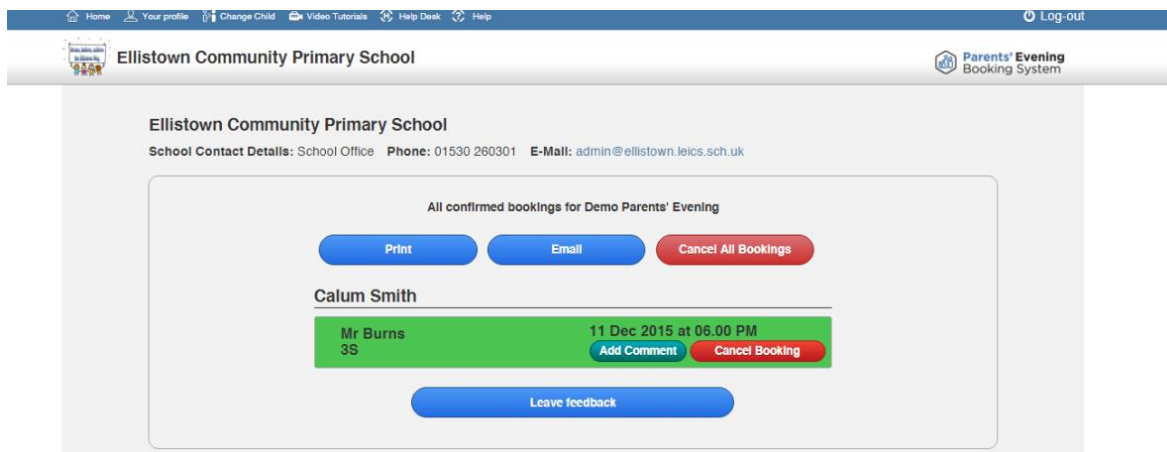 Home Your profile Change Child Video Tutorials Help Desk Help Log-out
Ellistown Community Primary School
Parents' Evening
Booking System
Ellistown Community Primary School
School Contact Details: School Office Phone: 01530 260301 E-Mail: admin@ellistown.leics.sch.uk
All confirmed bookings for Demo Parents' Evening
Print Email Cancel All Bookings
Calum Smith
Mr Burns 11 Dec 2015 at 06.00 PM
3S Add Comment Cancel Booking
Leave feedback